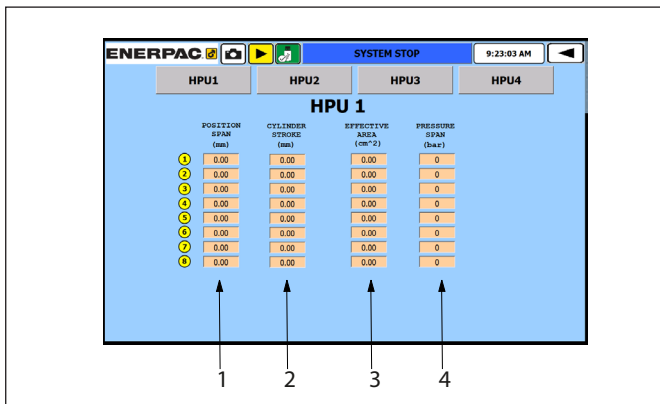 ENERPAC SYSTEM STOP 9:23:03 AM
HPU1 HPU2 HPU3 HPU4
HPU 1
POSITION SPAN (mm) CYLINDER STROKE (mm) EFFECTIVE AREA (cm^2) PRESSURE SPAN (bar)
1 0.00 0.00 0.00 0
2 0.00 0.00 0.00 0
3 0.00 0.00 0.00 0
4 0.00 0.00 0.00 0
5 0.00 0.00 0.00 0
6 0.00 0.00 0.00 0
7 0.00 0.00 0.00 0
8 0.00 0.00 0.00 0
1 2 3 4